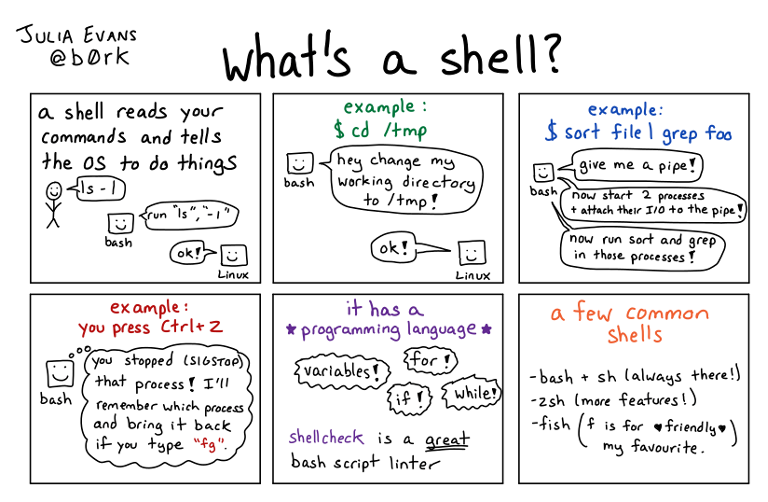 JULIA EVANS
@b0rk
what's a shell?
a shell reads your
commands and tells
the OS to do things
ls -l
run "ls", "-l"
bash
ok!
Linux
example:
$ cd /tmp
hey change my
working directory
to /tmp!
bash
ok!
Linux
example:
$ sort file | grep foo
give me a pipe!
bash
now start 2 processes
+ attach their I/O to the pipe!
now run sort and grep
in those processes!
example:
you press Ctrl+Z
you stopped (SIGSTOP)
that process! I'll
remember which process
and bring it back
if you type "fg".
bash
it has a
★ programming language ★
variables!
for!
if!
while!
shellcheck is a great
bash script linter
a few common
shells
-bash + sh (always there!)
-zsh (more features!)
-fish (f is for ♥friendly♥
my favourite.)